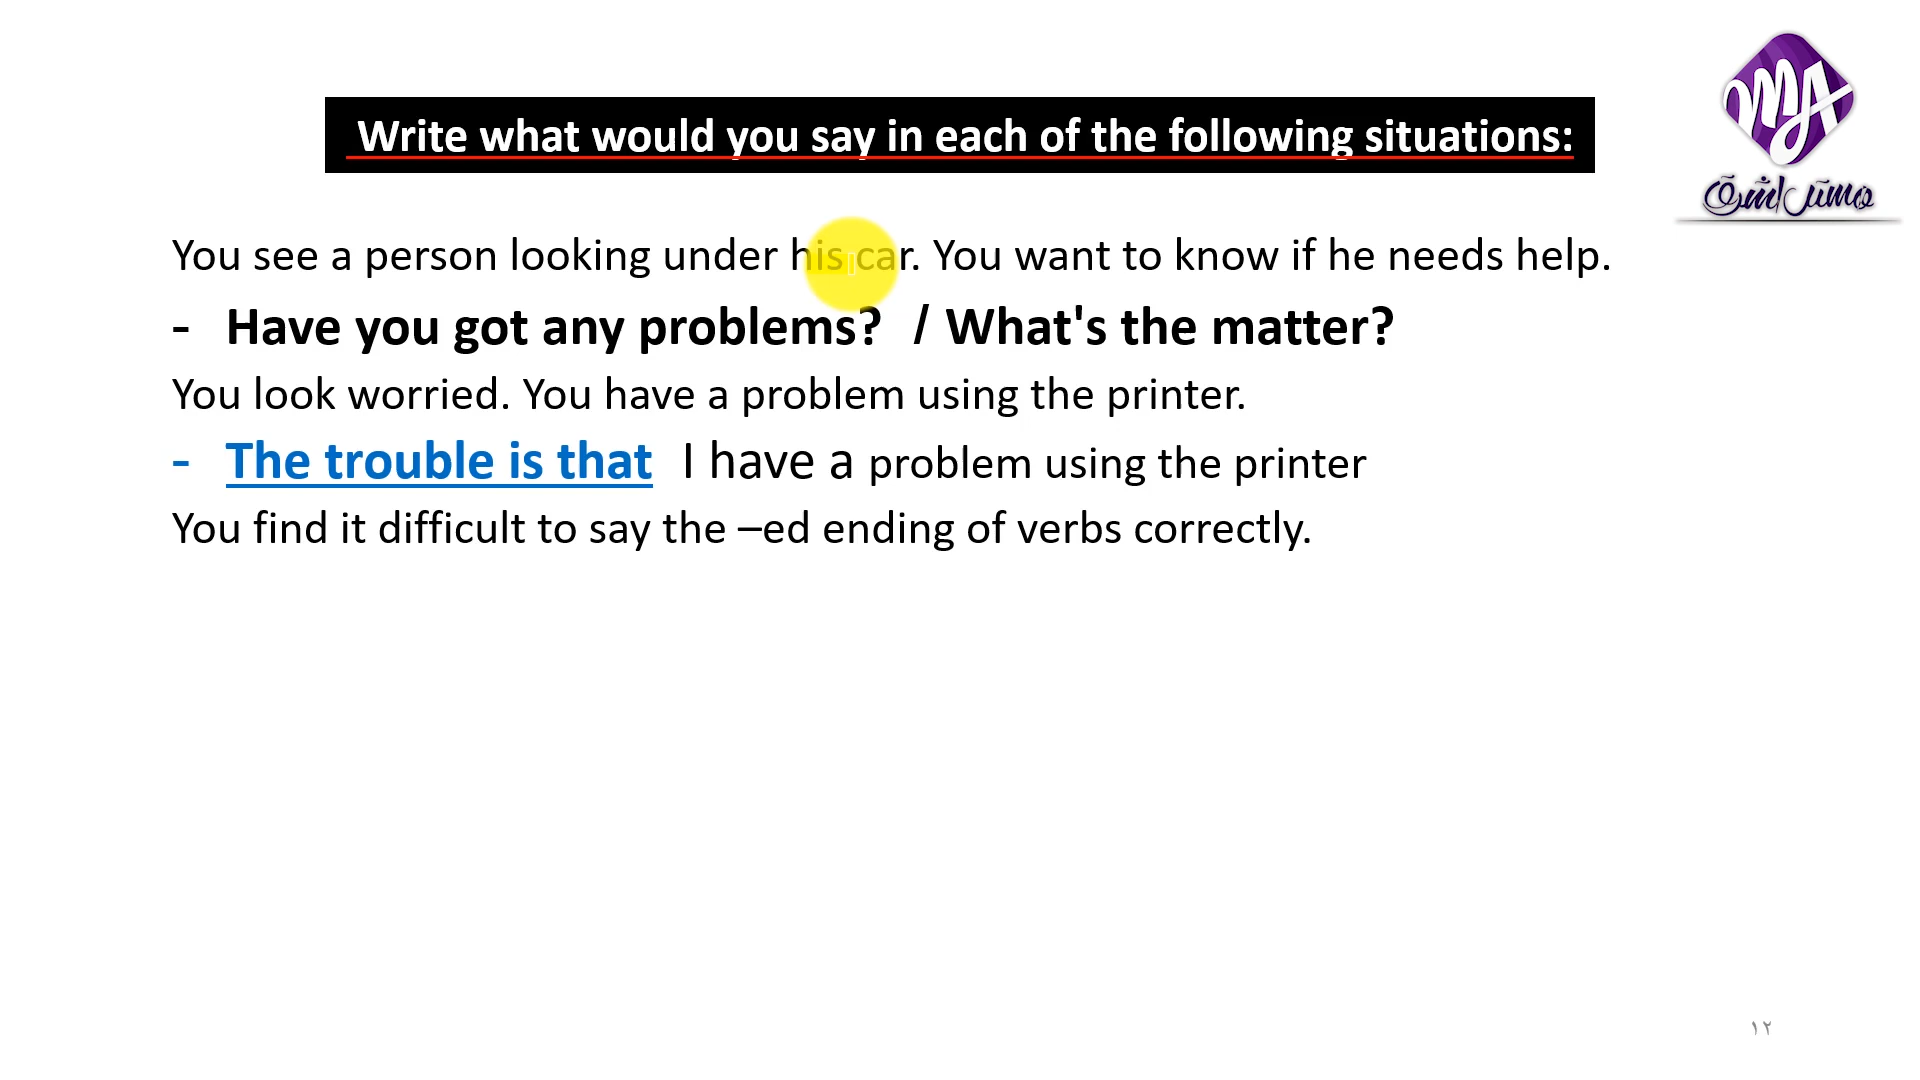 Write what would you say in each of the following situations:
MA
مستر اشرف
You see a person looking under his car. You want to know if he needs help.
- Have you got any problems? / What's the matter?
You look worried. You have a problem using the printer.
- The trouble is that I have a problem using the printer
You find it difficult to say the –ed ending of verbs correctly.
١٢